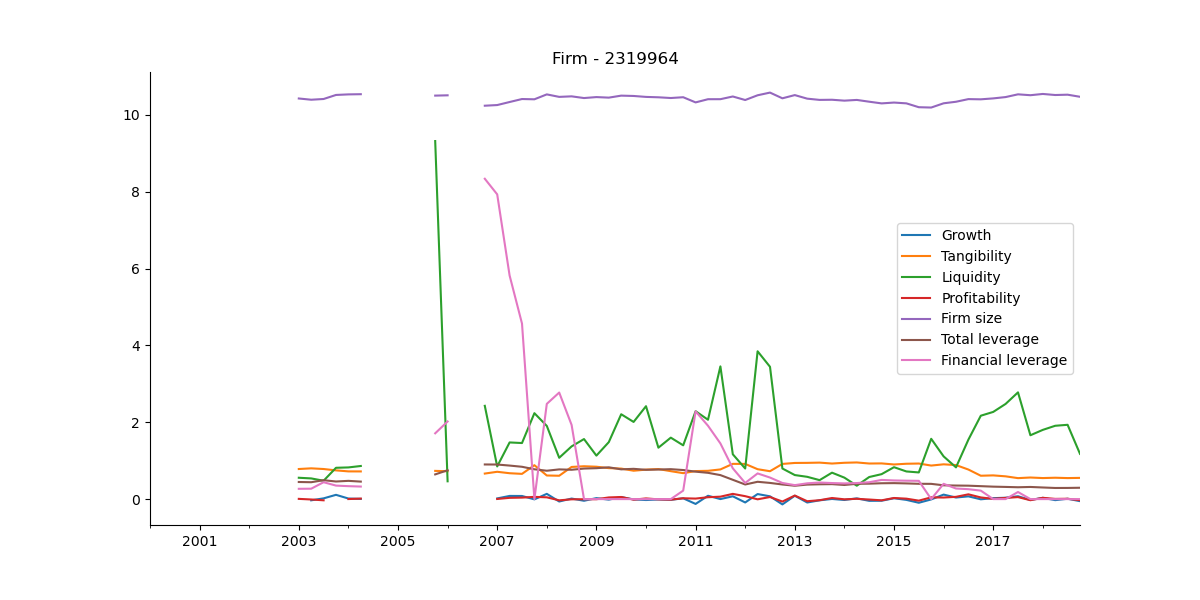 Firm - 2319964
10
8
6
4
2
0
Growth
Tangibility
Liquidity
Profitability
Firm size
Total leverage
Financial leverage
2001 2003 2005 2007 2009 2011 2013 2015 2017